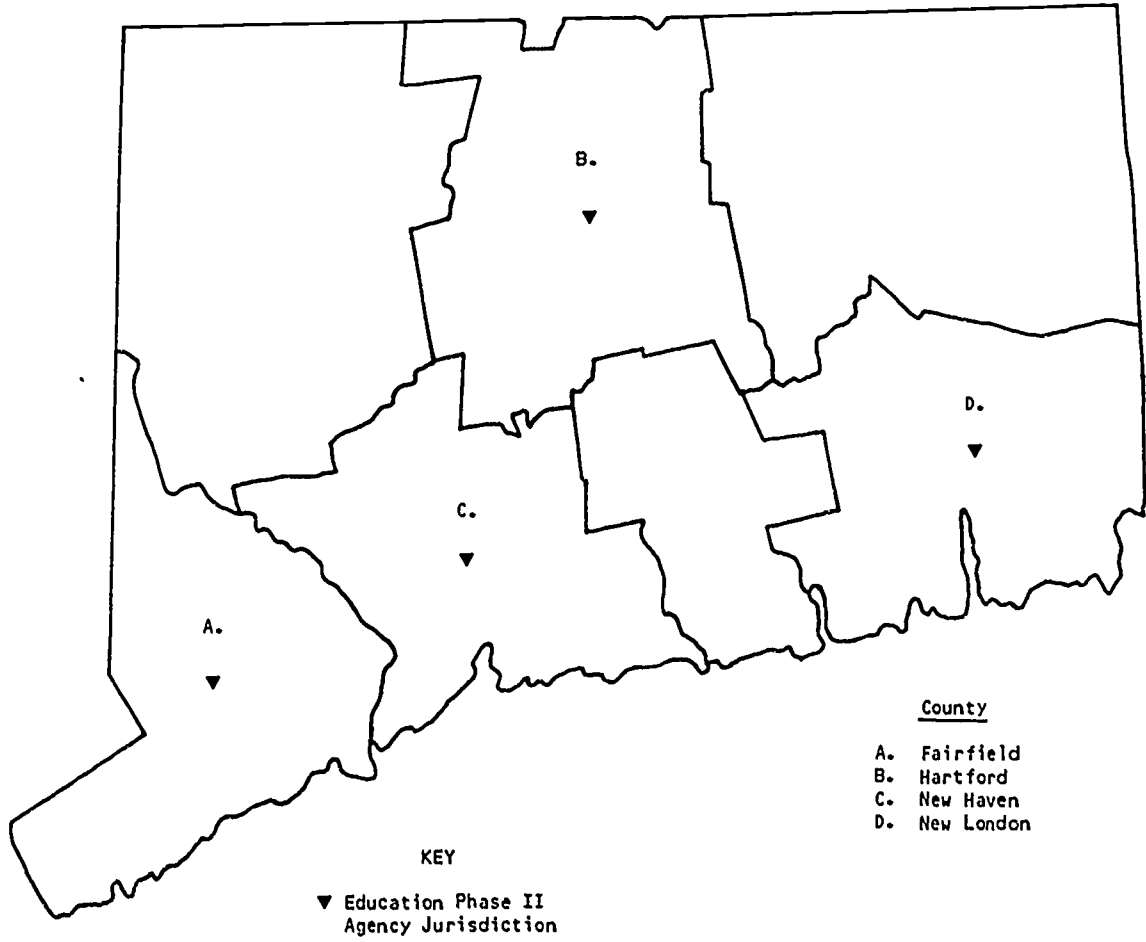 B.
D.
C.
A.
County
A. Fairfield
B. Hartford
C. New Haven
D. New London
KEY
▼ Education Phase II
Agency Jurisdiction